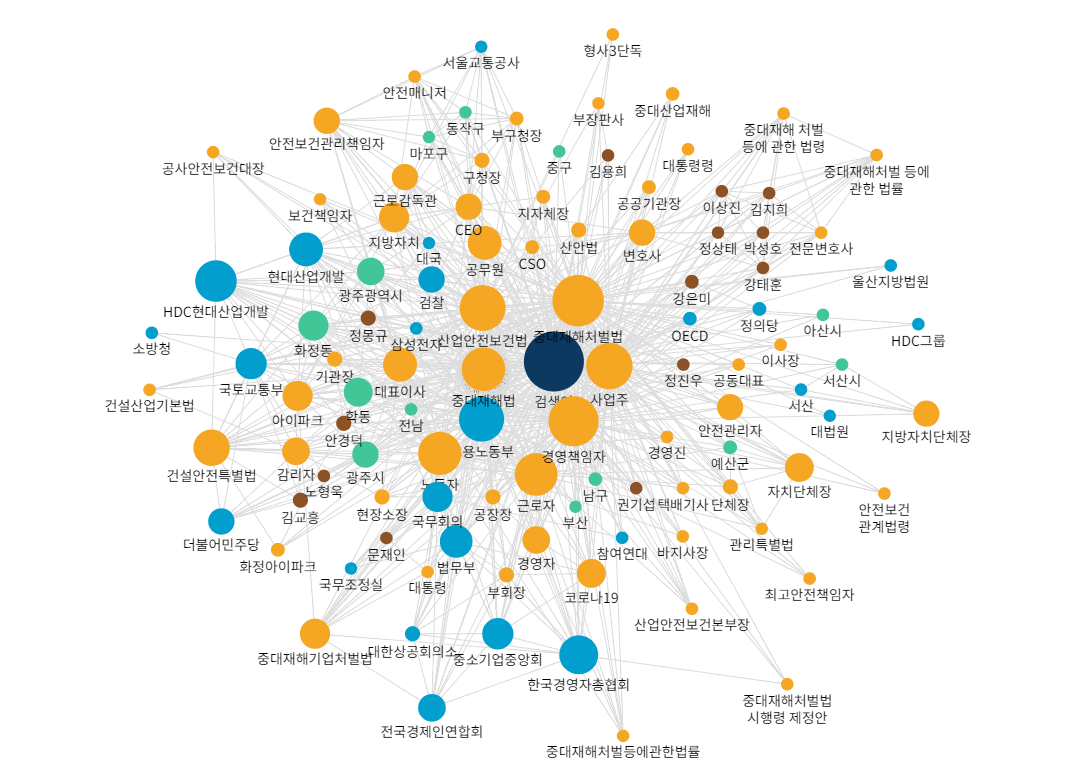 형사3단독
서울교통공사
안전매니저
중대산업재해
부장판사
동작구
부구청장
안전보건관리책임자
마포구
중대재해 처벌
등에 관한 법령
공사안전보건대장
구청장
중구
김용희
대통령령
중대재해처벌 등에
관한 법률
근로감독관
보건책임자
지자체장
공공기관장
이상진
김지희
CEO
지방자치
대국
공무원
CSO
산안법
변호사
정상태
박성호
전문변호사
현대산업개발
광주광역시
검찰
강은미
강태훈
울산지방법원
HDC현대산업개발
정몽규
삼성전자
산업안전보건법
중대재해처벌법
OECD
정의당
아산시
HDC그룹
소방청
화정동
기관장
이사장
국토교통부
대표이사
정진우
공동대표
서산시
건설산업기본법
아이파크
학동
전남
중대재해법
사업주
서산
안경덕
안전관리자
대법원
지방자치단체장
용노동부
경영책임자
경영진
예산군
건설안전특별법
감리자
노형욱
광주시
남구
권기섭
택배기사
단체장
자치단체장
김교흥
현장소장
국무회의
공장장
근로자
부산
안전보건
관계법령
더불어민주당
화정아이파크
문재인
법무부
경영자
참여연대
바지사장
관리특별법
국무조정실
대통령
부회장
코로나19
최고안전책임자
산업안전보건본부장
중대재해기업처벌법
대한상공회의소
중소기업중앙회
한국경영자총협회
중대재해처벌법
시행령 제정안
전국경제인연합회
중대재해처벌등에관한법률